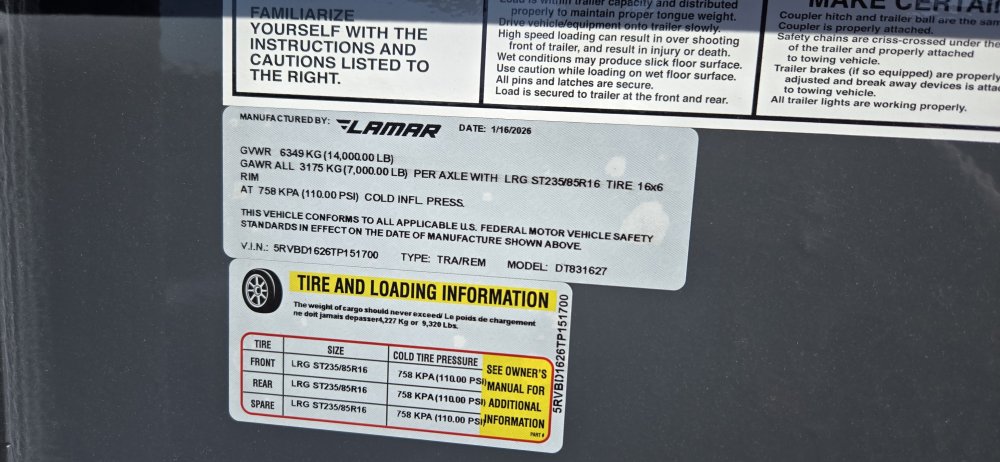 FAMILIARIZE
YOURSELF WITH THE
INSTRUCTIONS AND
CAUTIONS LISTED TO
THE RIGHT.
Load is within trailer capacity and distributed
properly to maintain proper tongue weight.
Drive vehicle/equipment onto trailer slowly.
High speed loading can result in over shooting
front of trailer, and result in injury or death.
Wet conditions may produce slick floor surface.
Use caution while loading on wet floor surface.
All pins and latches are secure.
Load is secured to trailer at the front and rear.
MAKE CERTAIN
Coupler hitch and trailer ball are the
Coupler is properly attached.
Safety chains are criss-crossed under
of the trailer and properly attached
to towing vehicle.
Trailer brakes (if so equipped) are properly
adjusted and break away devices is
to towing vehicle.
All trailer lights are working properly.
MANUFACTURED BY: LAMAR DATE: 1/16/2026
GVWR 6349 KG (14,000.00 LB)
GAWR ALL 3175 KG (7,000.00 LB) PER AXLE WITH LRG ST235/85R16 TIRE 16x6
RIM
AT 758 KPA (110.00 PSI) COLD INFL. PRESS.
THIS VEHICLE CONFORMS TO ALL APPLICABLE U.S. FEDERAL MOTOR VEHICLE SAFETY
STANDARDS IN EFFECT ON THE DATE OF MANUFACTURE SHOWN ABOVE.
V.I.N.: 5RVBD1626TP151700 TYPE: TRA/REM MODEL: DT831627
TIRE AND LOADING INFORMATION
The weight of cargo should never exceed/ Le poids de chargement
ne doit jamais depasser4,227 Kg or 9,320 Lbs.
TIRE SIZE COLD TIRE PRESSURE
FRONT LRG ST235/85R16 758 KPA (110.00 PSI)
REAR LRG ST235/85R16 758 KPA (110.00 PSI)
SPARE LRG ST235/85R16 758 KPA (110.00 PSI)
SEE OWNER'S
MANUAL FOR
ADDITIONAL
INFORMATION
PART #
5RVBD1626TP151700